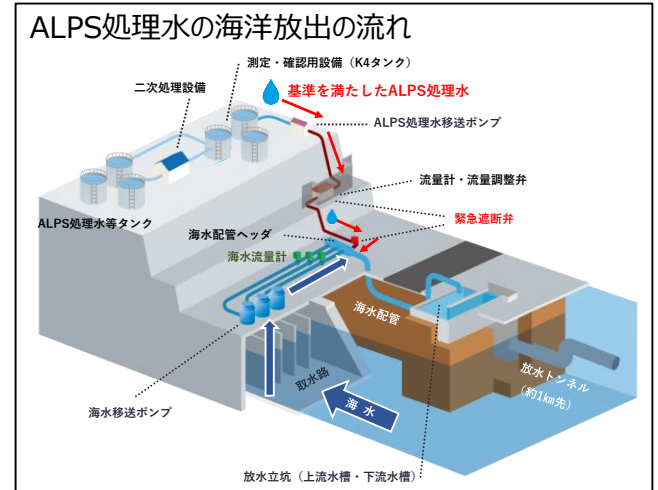 ALPS処理水の海洋放出の流れ
測定・確認用設備（K4タンク）
二次処理設備
基準を満たしたALPS処理水
ALPS処理水移送ポンプ
流量計・流量調整弁
ALPS処理水等タンク
緊急遮断弁
海水配管ヘッダ
海水流量計
海水配管
放水トンネル
（約1㎞先）
取水路
海水移送ポンプ
海 水
放水立坑（上流水槽・下流水槽）